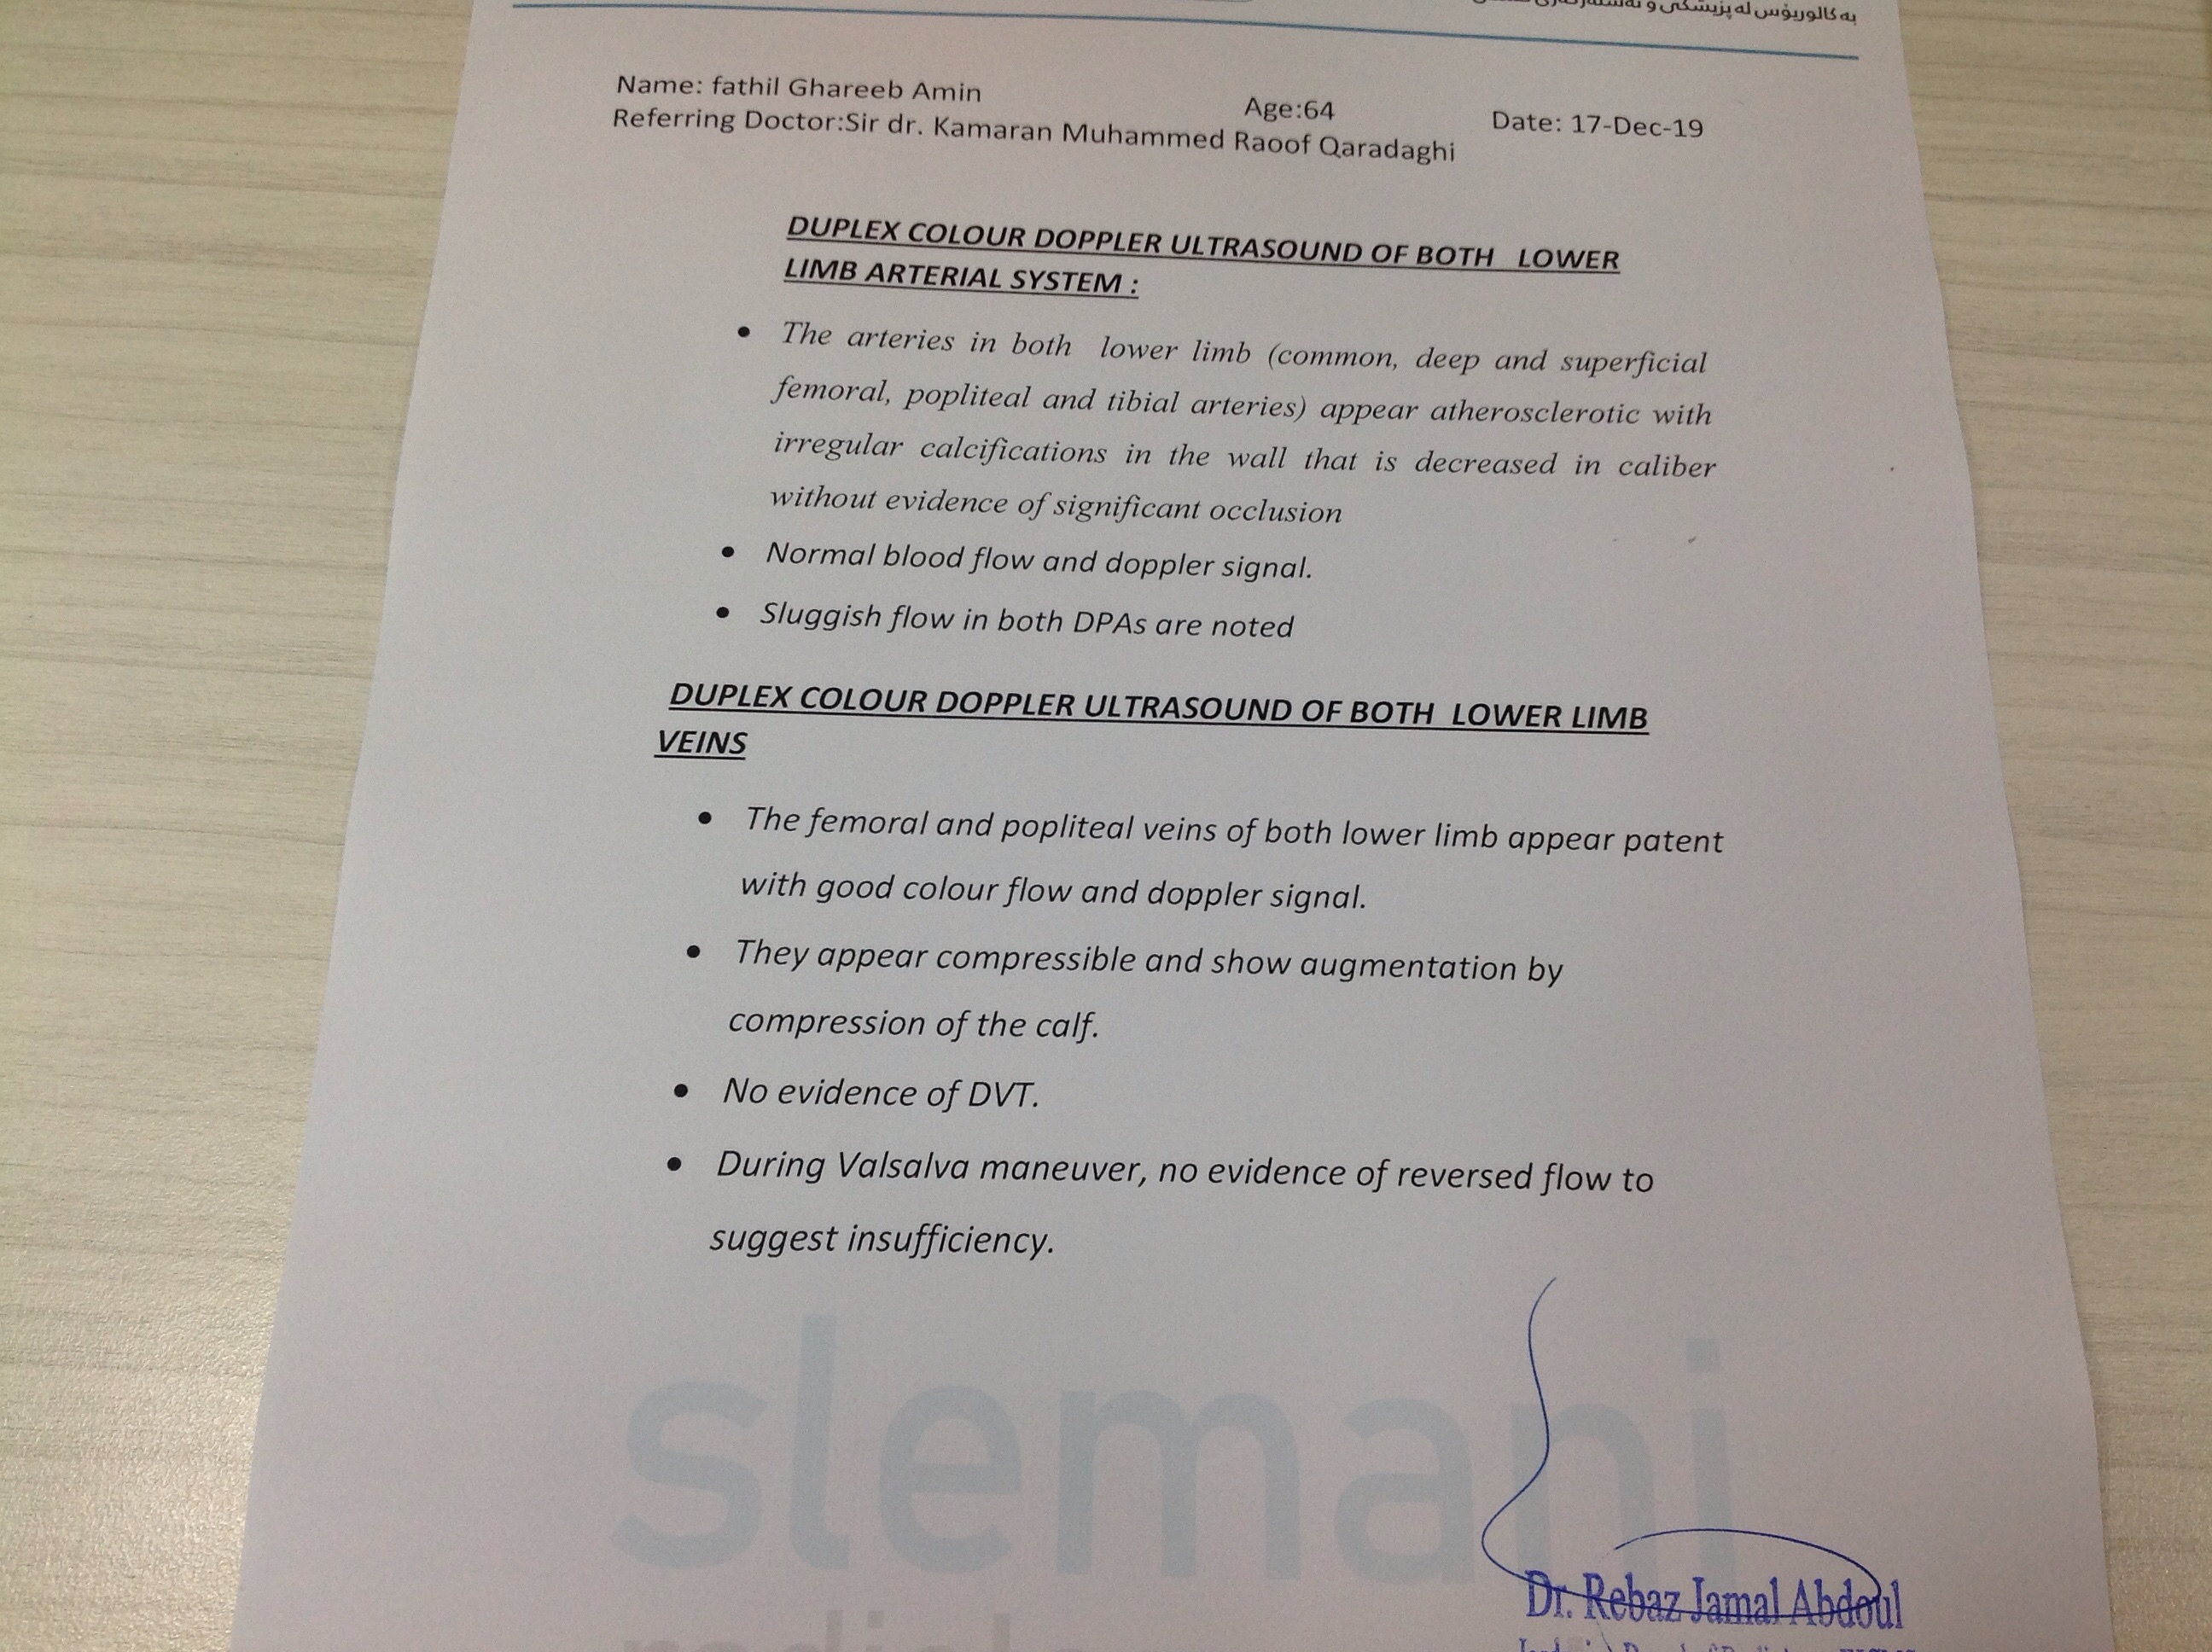 به کالوریۆس له پزیشکی و
Name: fathil Ghareeb Amin Age:64 Date: 17-Dec-19
Referring Doctor:Sir dr. Kamaran Muhammed Raoof Qaradaghi
DUPLEX COLOUR DOPPLER ULTRASOUND OF BOTH LOWER
LIMB ARTERIAL SYSTEM :
• The arteries in both lower limb (common, deep and superficial
femoral, popliteal and tibial arteries) appear atherosclerotic with
irregular calcifications in the wall that is decreased in caliber
without evidence of significant occlusion
• Normal blood flow and doppler signal.
• Sluggish flow in both DPAs are noted
DUPLEX COLOUR DOPPLER ULTRASOUND OF BOTH LOWER LIMB
VEINS
• The femoral and popliteal veins of both lower limb appear patent
with good colour flow and doppler signal.
• They appear compressible and show augmentation by
compression of the calf.
• No evidence of DVT.
• During Valsalva maneuver, no evidence of reversed flow to
suggest insufficiency.
slemani
Dr. Rebaz Jamal Abdoul